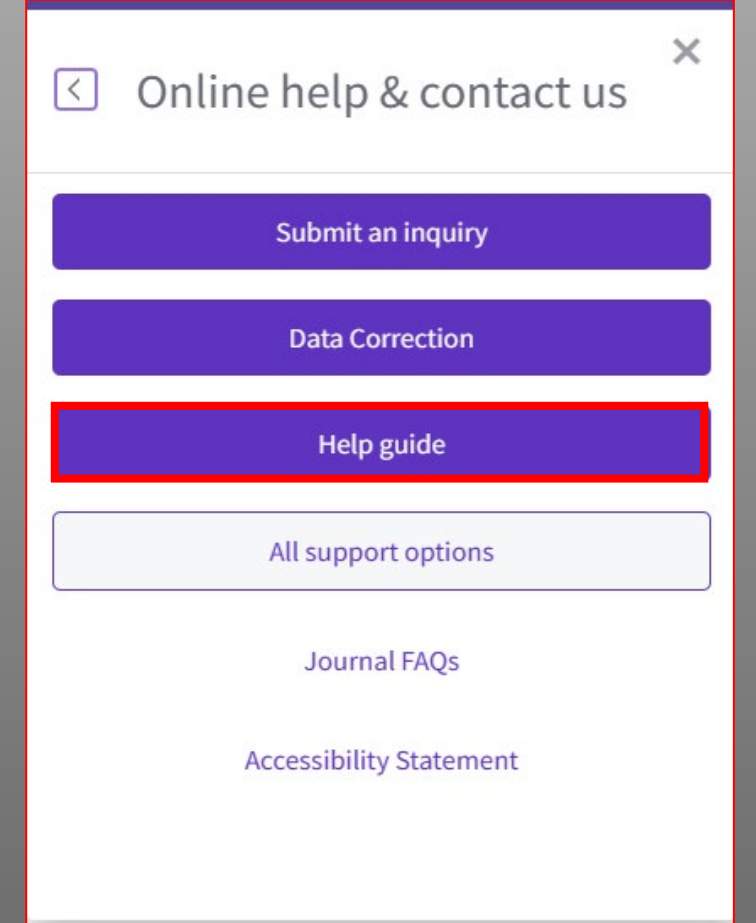 Online help & contact us
Submit an inquiry
Data Correction
Help guide
All support options
Journal FAQs
Accessibility Statement